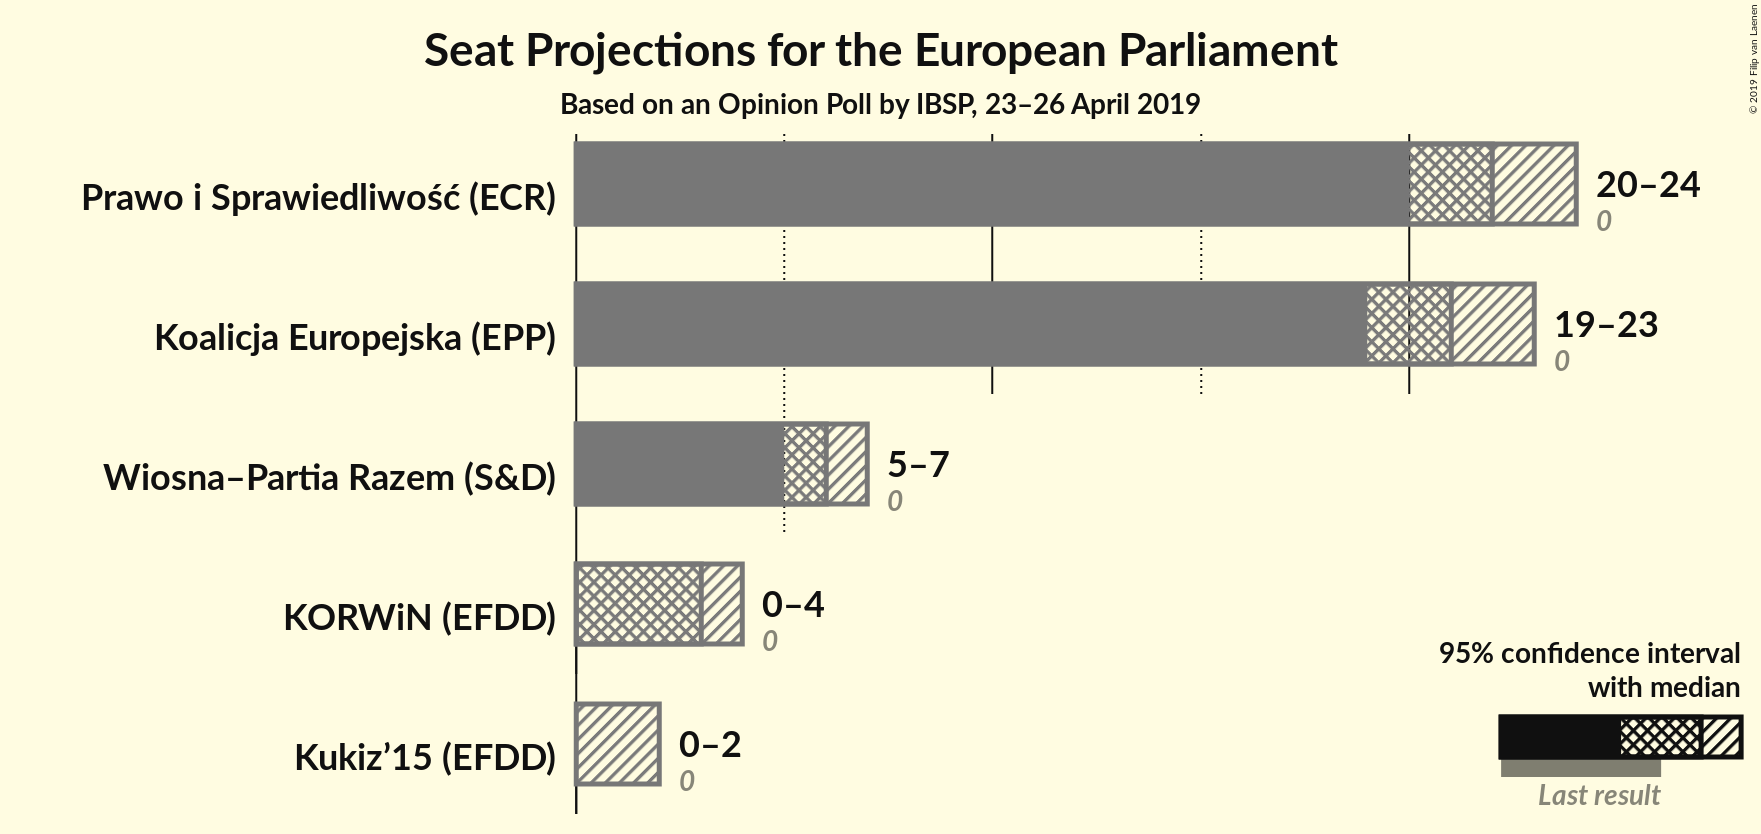 Seat Projections for the European Parliament
Based on an Opinion Poll by IBSP, 23–26 April 2019
© 2019 Filip van Laenen
Prawo i Sprawiedliwość (ECR)
20–24
0
Koalicja Europejska (EPP)
19–23
0
Wiosna–Partia Razem (S&D)
5–7
0
KORWiN (EFDD)
0–4
0
Kukiz’15 (EFDD)
0–2
0
95% confidence interval
with median
Last result